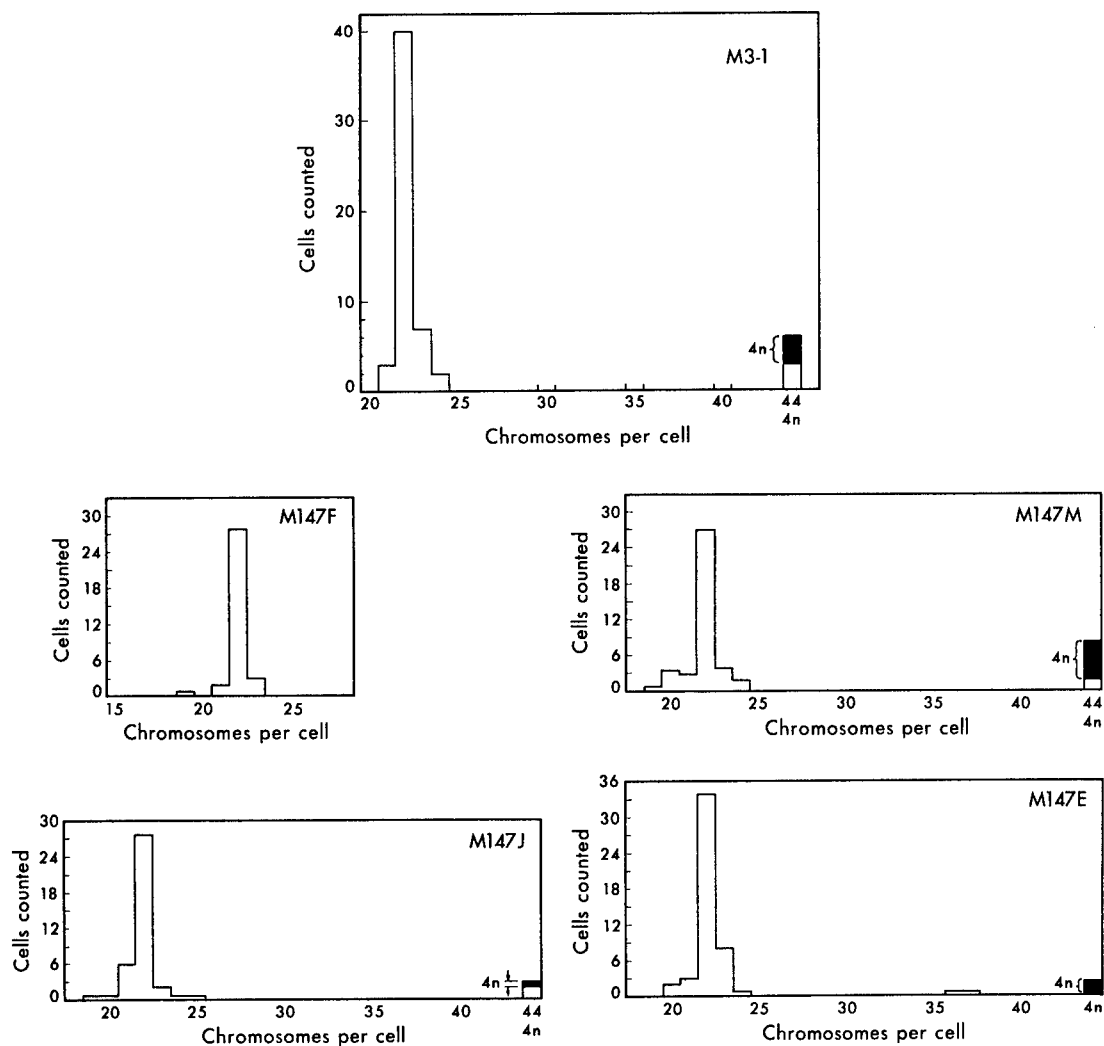 M3-1
Cells counted
40
30
20
10
0
4n
20 25 30 35 40 44
4n
Chromosomes per cell
M147F
Cells counted
30
24
18
12
6
0
15 20 25
Chromosomes per cell
M147M
Cells counted
30
24
18
12
6
0
4n
20 25 30 35 40 44
4n
Chromosomes per cell
M147J
Cells counted
30
24
18
12
6
0
4n
20 25 30 35 40 44
4n
Chromosomes per cell
M147E
Cells counted
36
30
24
18
12
6
0
4n
20 25 30 35 40 44
4n
Chromosomes per cell